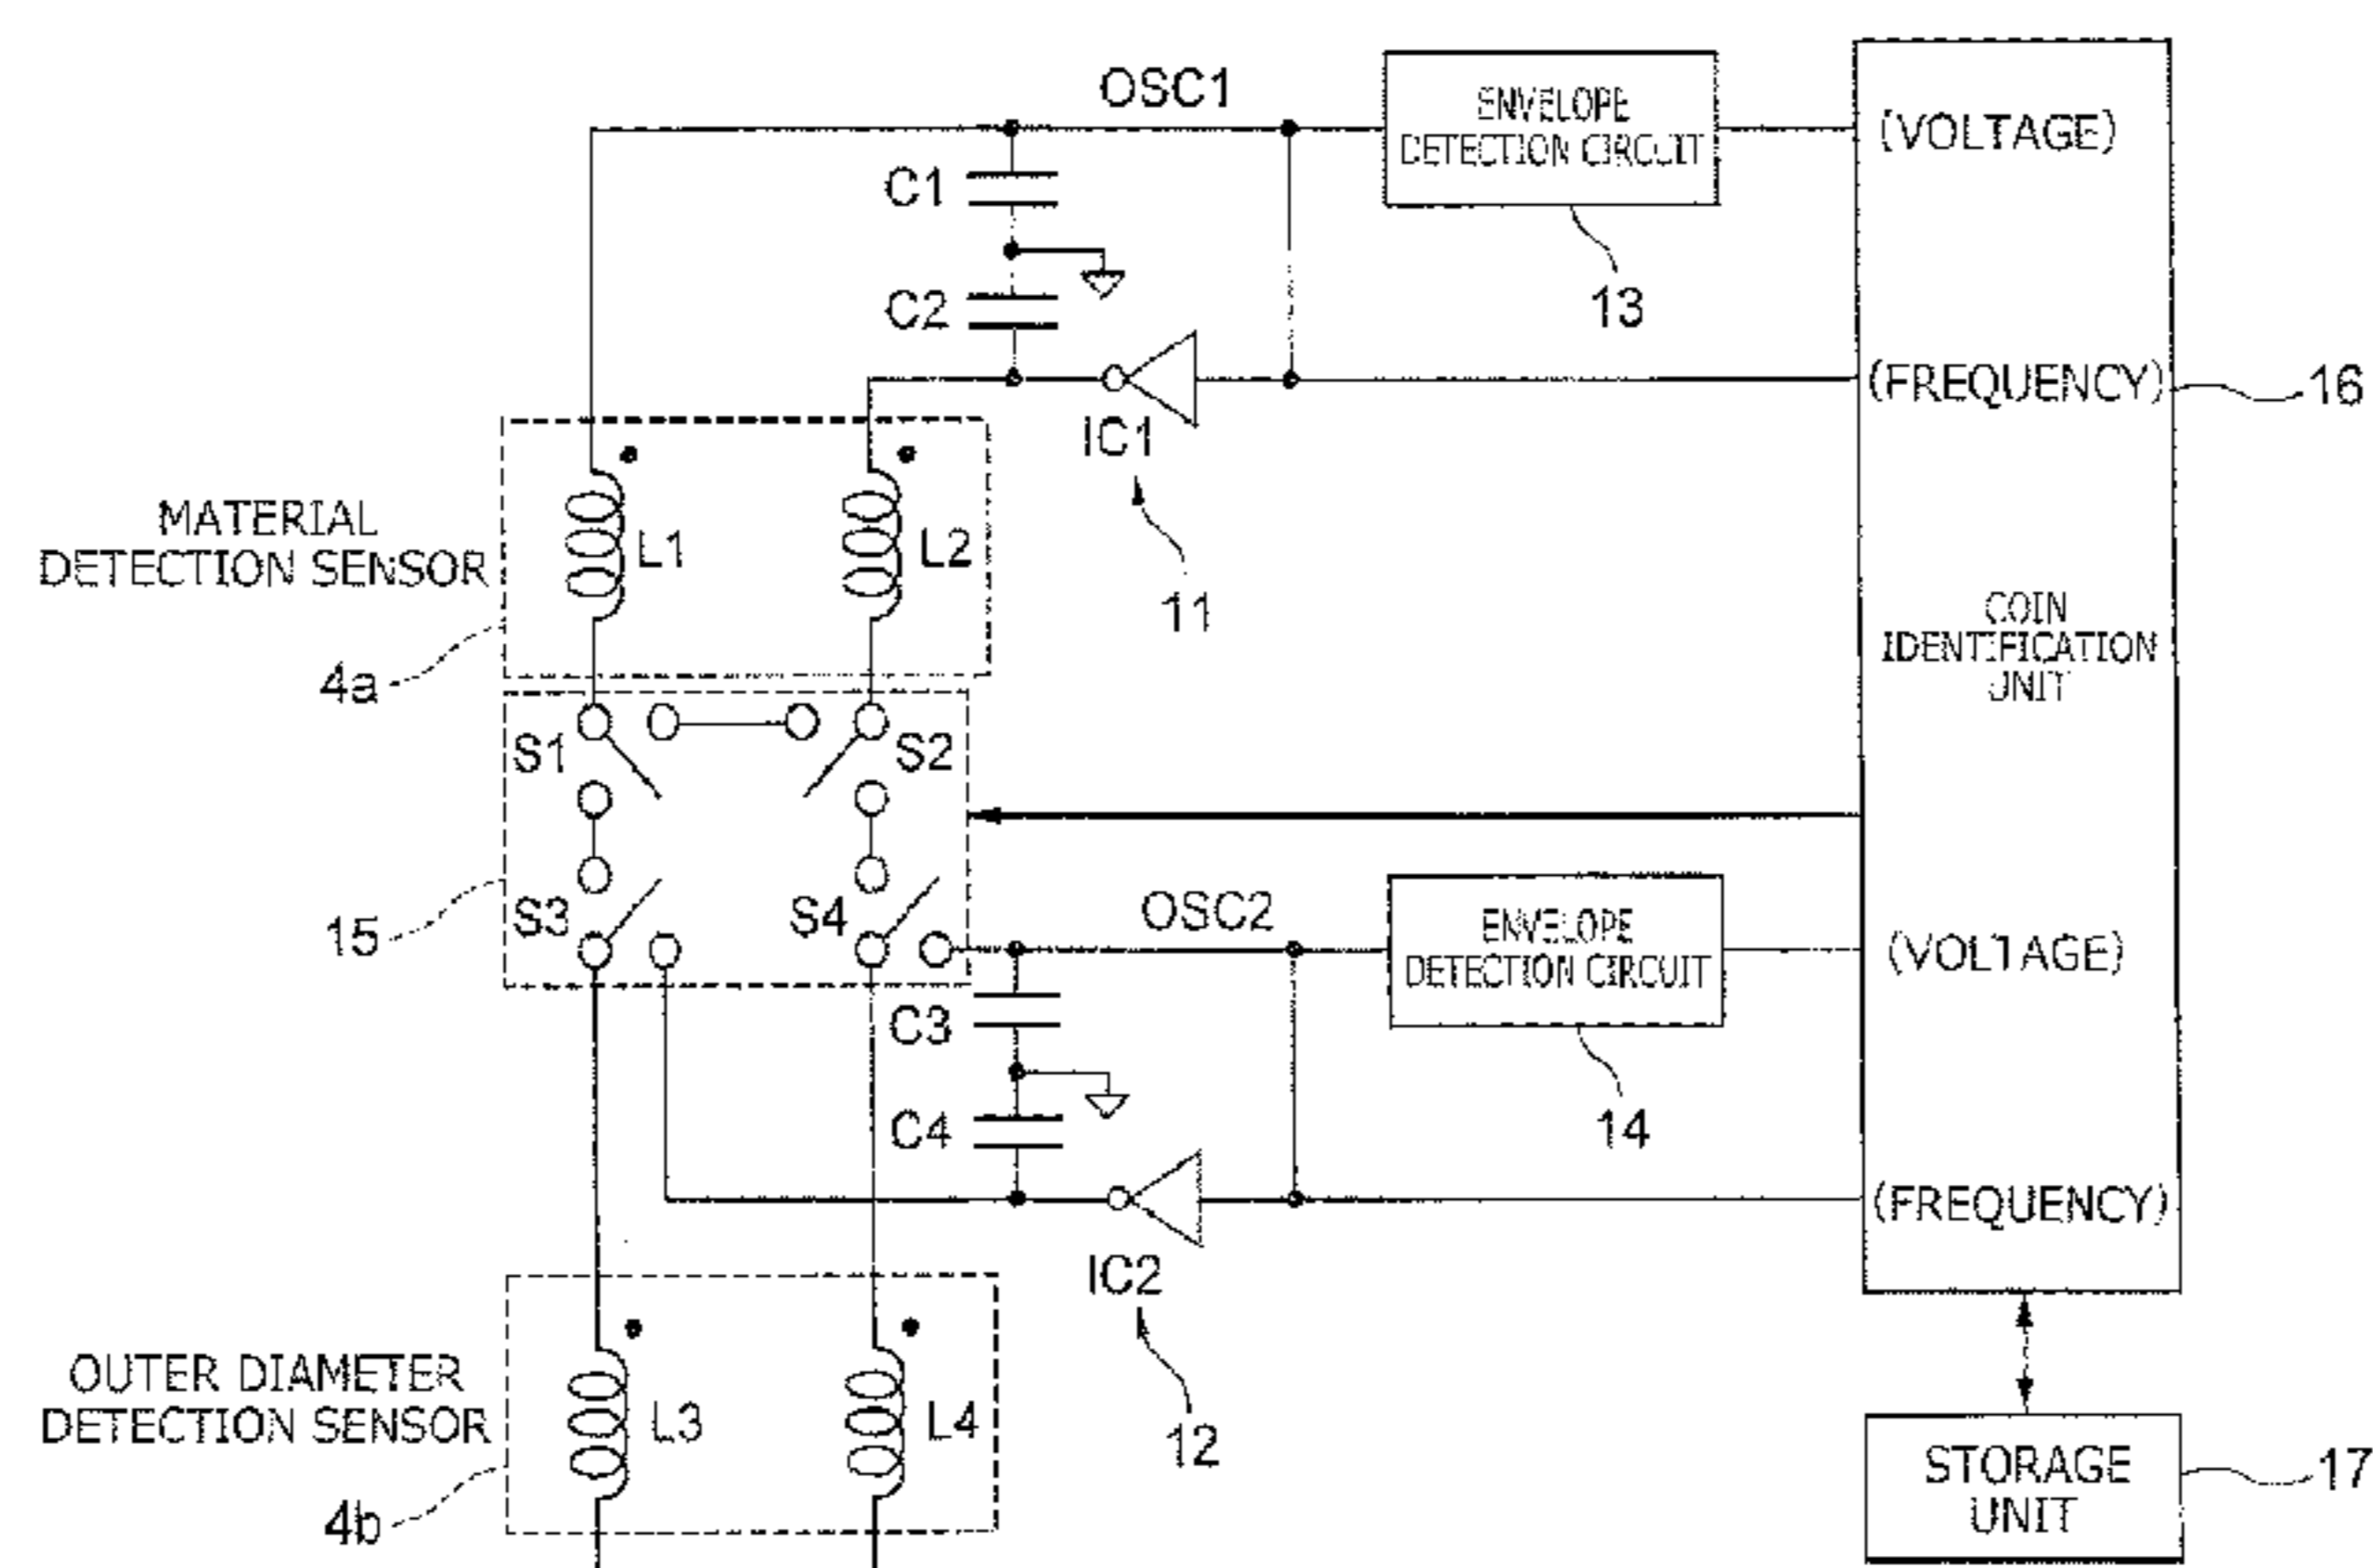 OSC1
ENVELOPE
DETECTION CIRCUIT
(VOLTAGE)
C1
13
C2
(FREQUENCY)
16
IC1
MATERIAL
DETECTION SENSOR
L1
L2
11
COIN
IDENTIFICATION
UNIT
4a
S1
S2
15
S3
S4
OSC2
ENVELOPE
DETECTION CIRCUIT
(VOLTAGE)
C3
C4
14
(FREQUENCY)
IC2
OUTER DIAMETER
DETECTION SENSOR
L3
L4
12
STORAGE
UNIT
17
4b